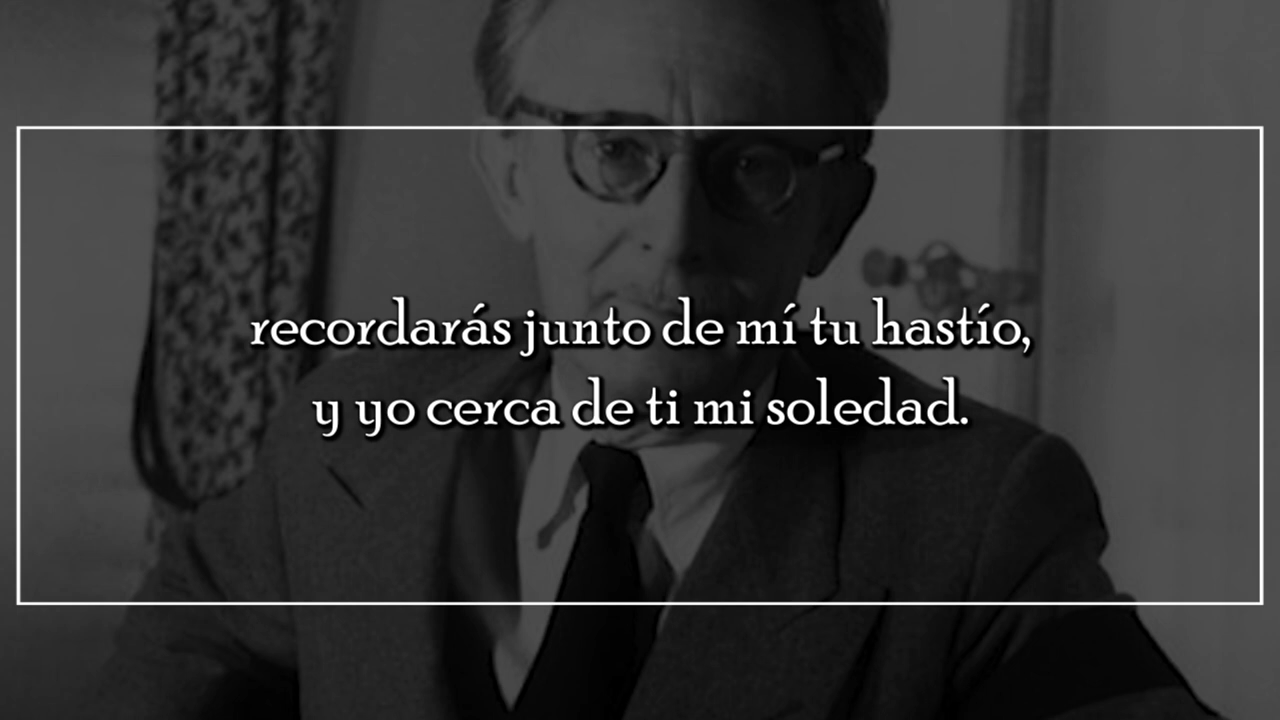 recordarás junto de mí tu hastío,
y yo cerca de ti mi soledad.